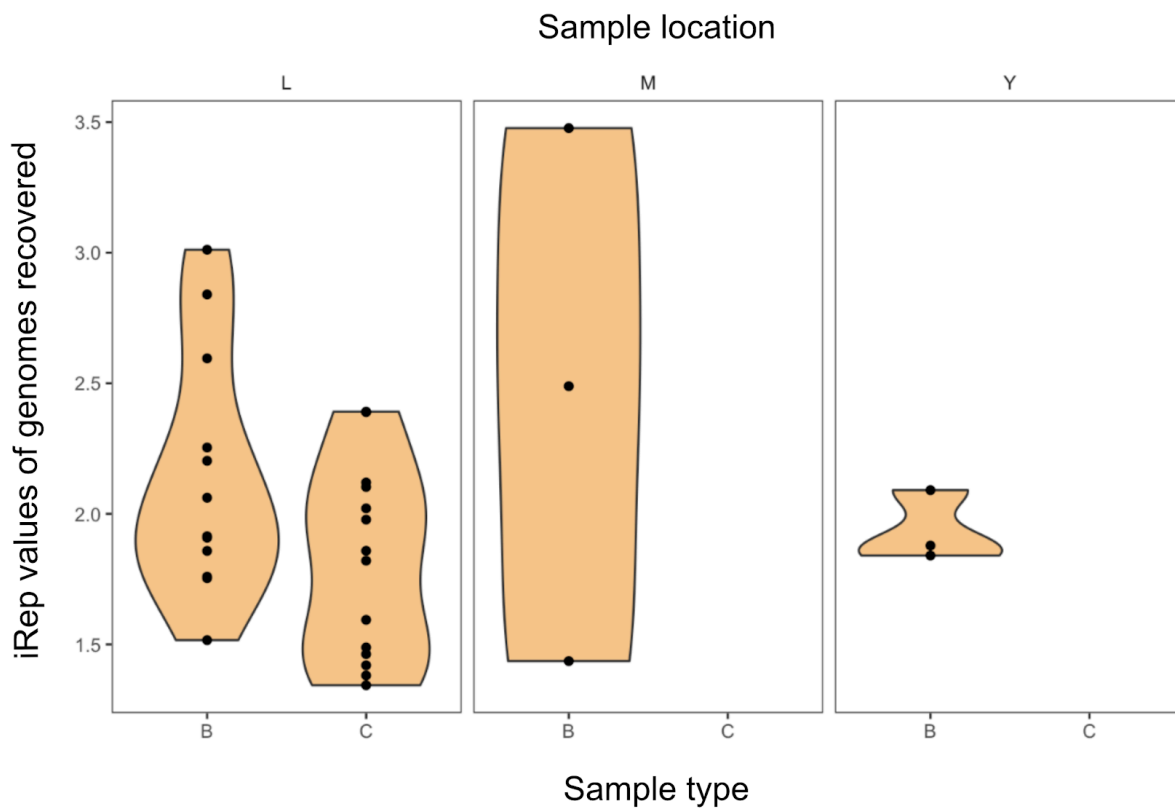 Sample location
L M Y
iRep values of genomes recovered
3.5
3.0
2.5
2.0
1.5
B C B C B C
Sample type